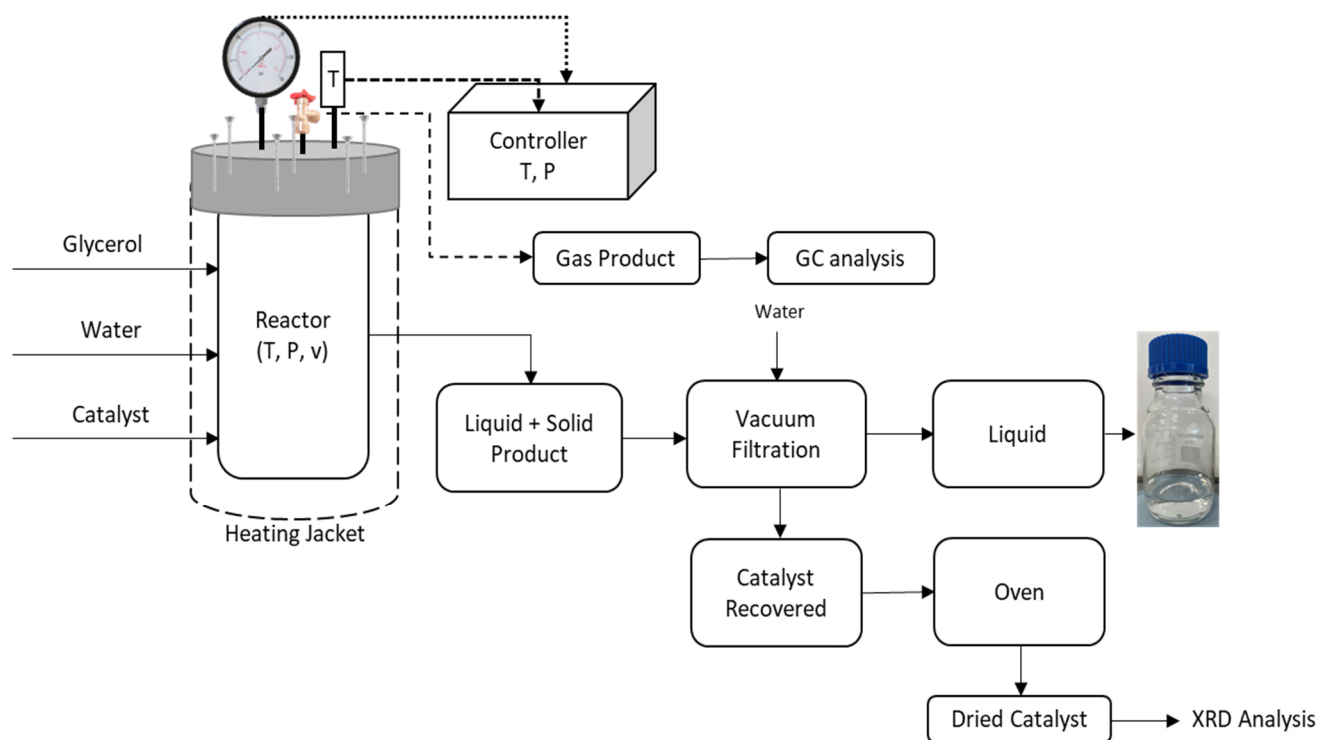 T
Controller
T, P
Glycerol
Gas Product
GC analysis
Water
Water
Reactor
(T, P, v)
Catalyst
Liquid + Solid
Product
Vacuum
Filtration
Liquid
Heating Jacket
Catalyst
Recovered
Oven
Dried Catalyst
XRD Analysis